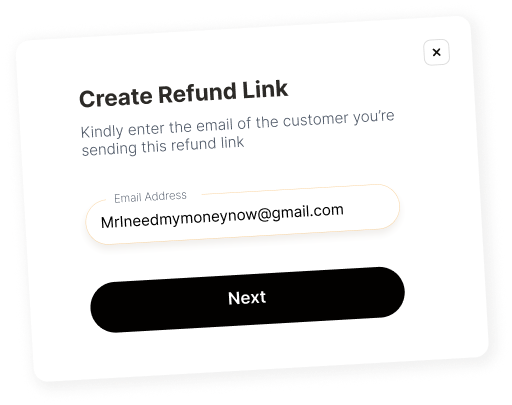 ×
Create Refund Link
Kindly enter the email of the customer you're
sending this refund link
Email Address
MrIneedmymoneynow@gmail.com
Next